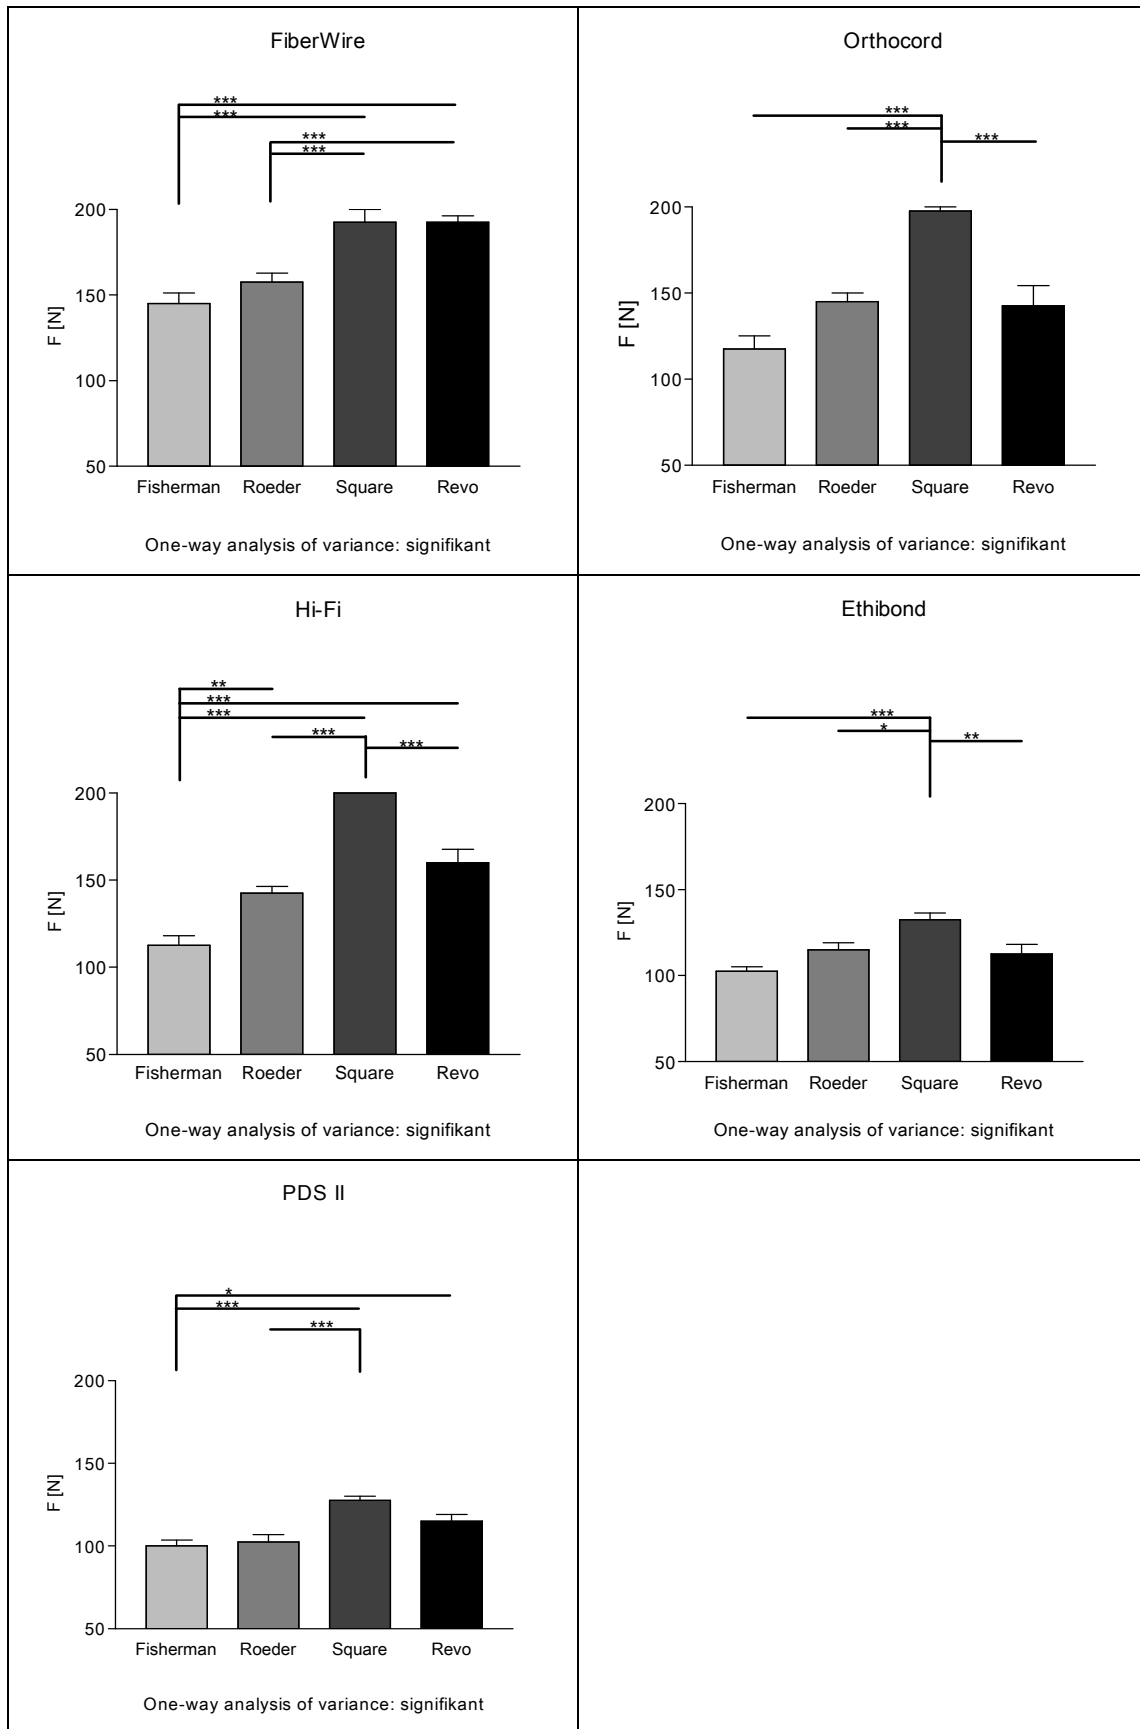 FiberWire
***
***
***
***
200
150
100
50
F [N]
Fisherman Roeder Square Revo
One-way analysis of variance: signifikant
Orthocord
***
***
***
200
150
100
50
F [N]
Fisherman Roeder Square Revo
One-way analysis of variance: signifikant
Hi-Fi
**
***
***
*** ***
200
150
100
50
F [N]
Fisherman Roeder Square Revo
One-way analysis of variance: signifikant
Ethibond
***
*
**
200
150
100
50
F [N]
Fisherman Roeder Square Revo
One-way analysis of variance: signifikant
PDS II
*
***
***
200
150
100
50
F [N]
Fisherman Roeder Square Revo
One-way analysis of variance: signifikant